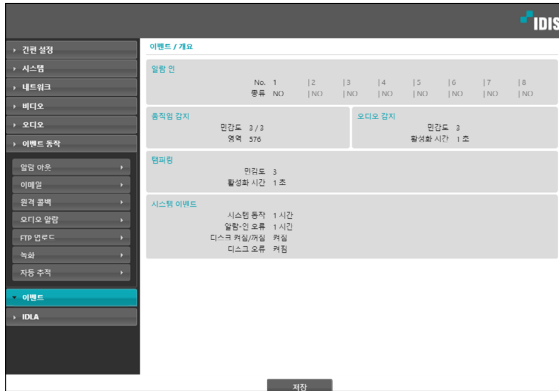 IDIS
간편 설정
시스템
네트워크
비디오
오디오
이벤트 동작
알람 아웃
이메일
원격 콜백
오디오 알람
FTP 업로드
녹화
자동 추적
이벤트
IDLA
이벤트 / 개요
알람 인
No. 1 |2 |3 |4 |5 |6 |7 |8
종류 NO |NO |NO |NO |NO |NO |NO |NO
움직임 감지
민감도 3 / 3
영역 576
오디오 감지
민감도 3
활성화 시간 1 초
탬퍼링
민감도 3
활성화 시간 1 초
시스템 이벤트
시스템 동작 1 시간
알람-인 오류 1 시간
디스크 켜짐/꺼짐 켜짐
디스크 오류 켜짐
저장